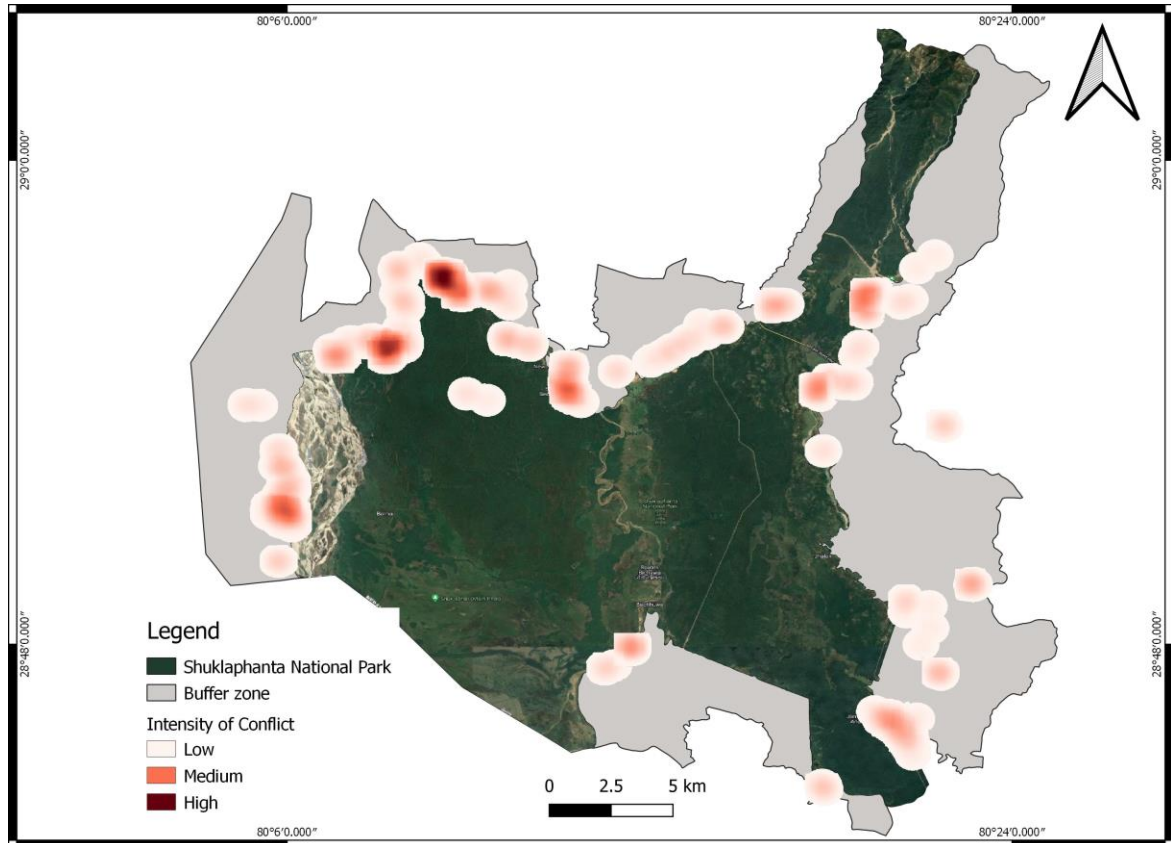 80°6′0.000″
80°24′0.000″
29°0′0.000″
29°0′0.000″
28°48′0.000″
28°48′0.000″
Legend
Shuklaphanta National Park
Buffer zone
Intensity of Conflict
Low
Medium
High
0 2.5 5 km
80°6′0.000″
80°24′0.000″